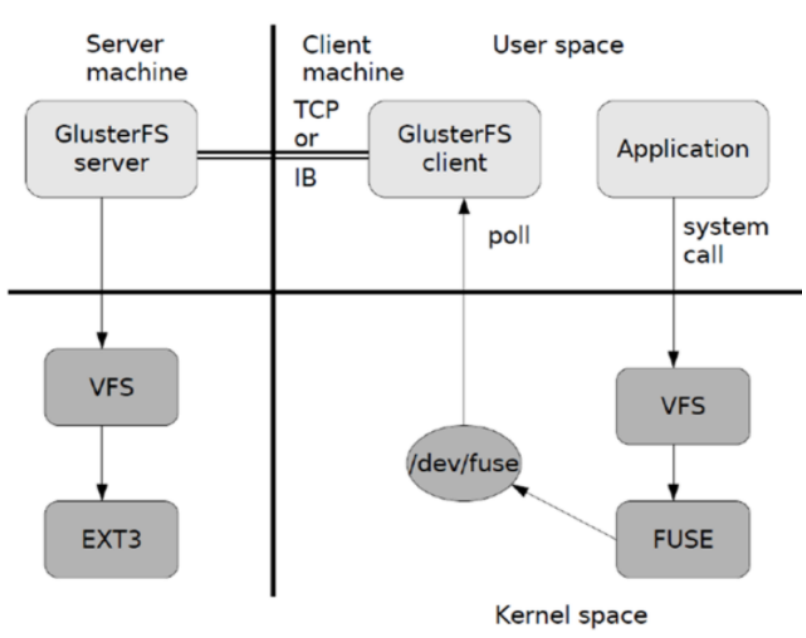 Server
machine
Client
machine
User space
GlusterFS
server
TCP
or
IB
GlusterFS
client
Application
poll
system
call
VFS
EXT3
/dev/fuse
VFS
FUSE
Kernel space